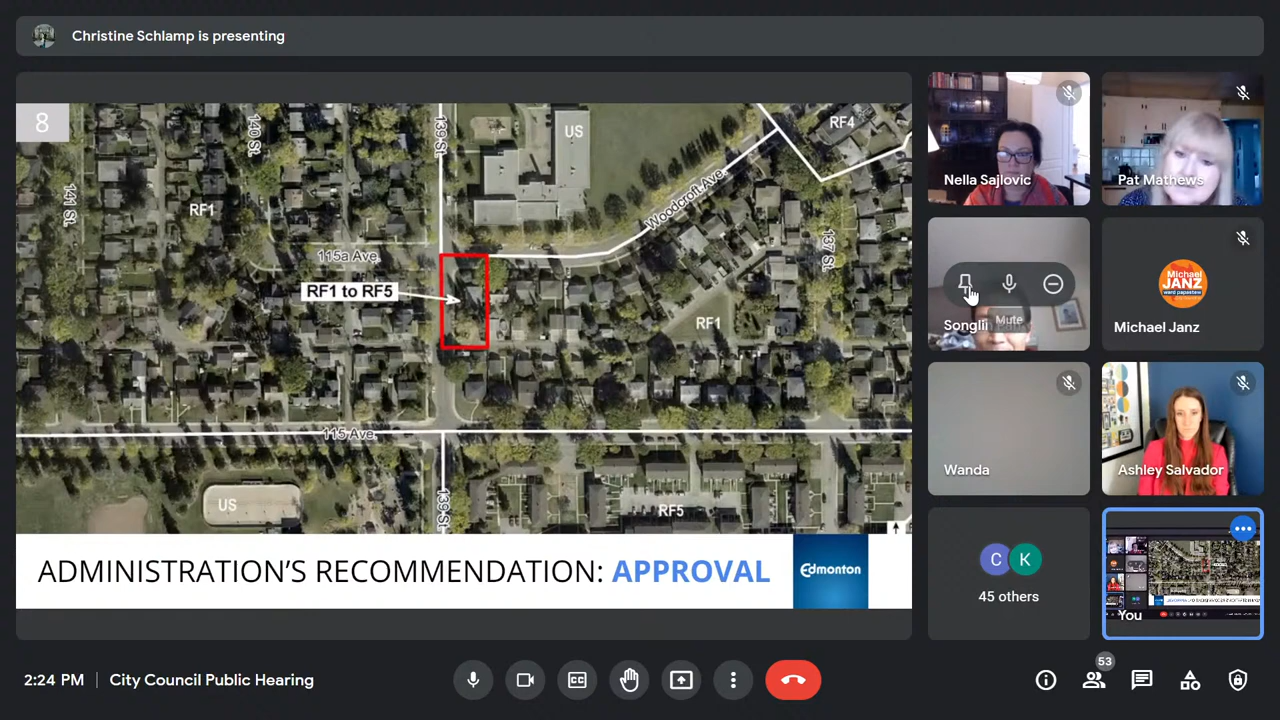 Christine Schlamp is presenting
8
141 St.
140 St.
139 St.
US
RF4
RF1
Woodcroft Ave.
115a Ave.
137 St.
RF1 to RF5
RF1
115 Ave.
US
139 St.
RF5
ADMINISTRATION'S RECOMMENDATION: APPROVAL
Edmonton
Nella Sajlovic
Pat Mathews
Songlii
Mute
Michael
JANZ
ward papastew
Michael Janz
Wanda
Ashley Salvador
C
K
45 others
You
2:24 PM | City Council Public Hearing
53